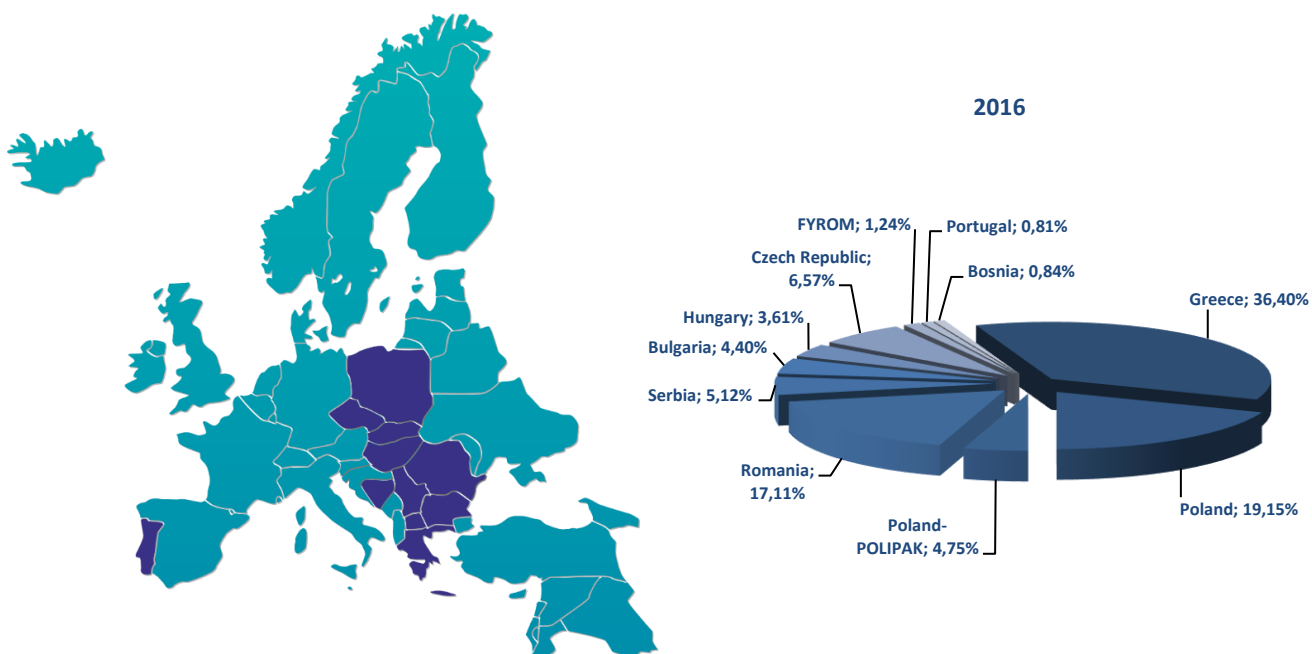 2016
FYROM; 1,24%
Portugal; 0,81%
Czech Republic;
6,57%
Bosnia; 0,84%
Greece; 36,40%
Hungary; 3,61%
Bulgaria; 4,40%
Serbia; 5,12%
Romania;
17,11%
Poland; 19,15%
Poland-
POLIPAK; 4,75%